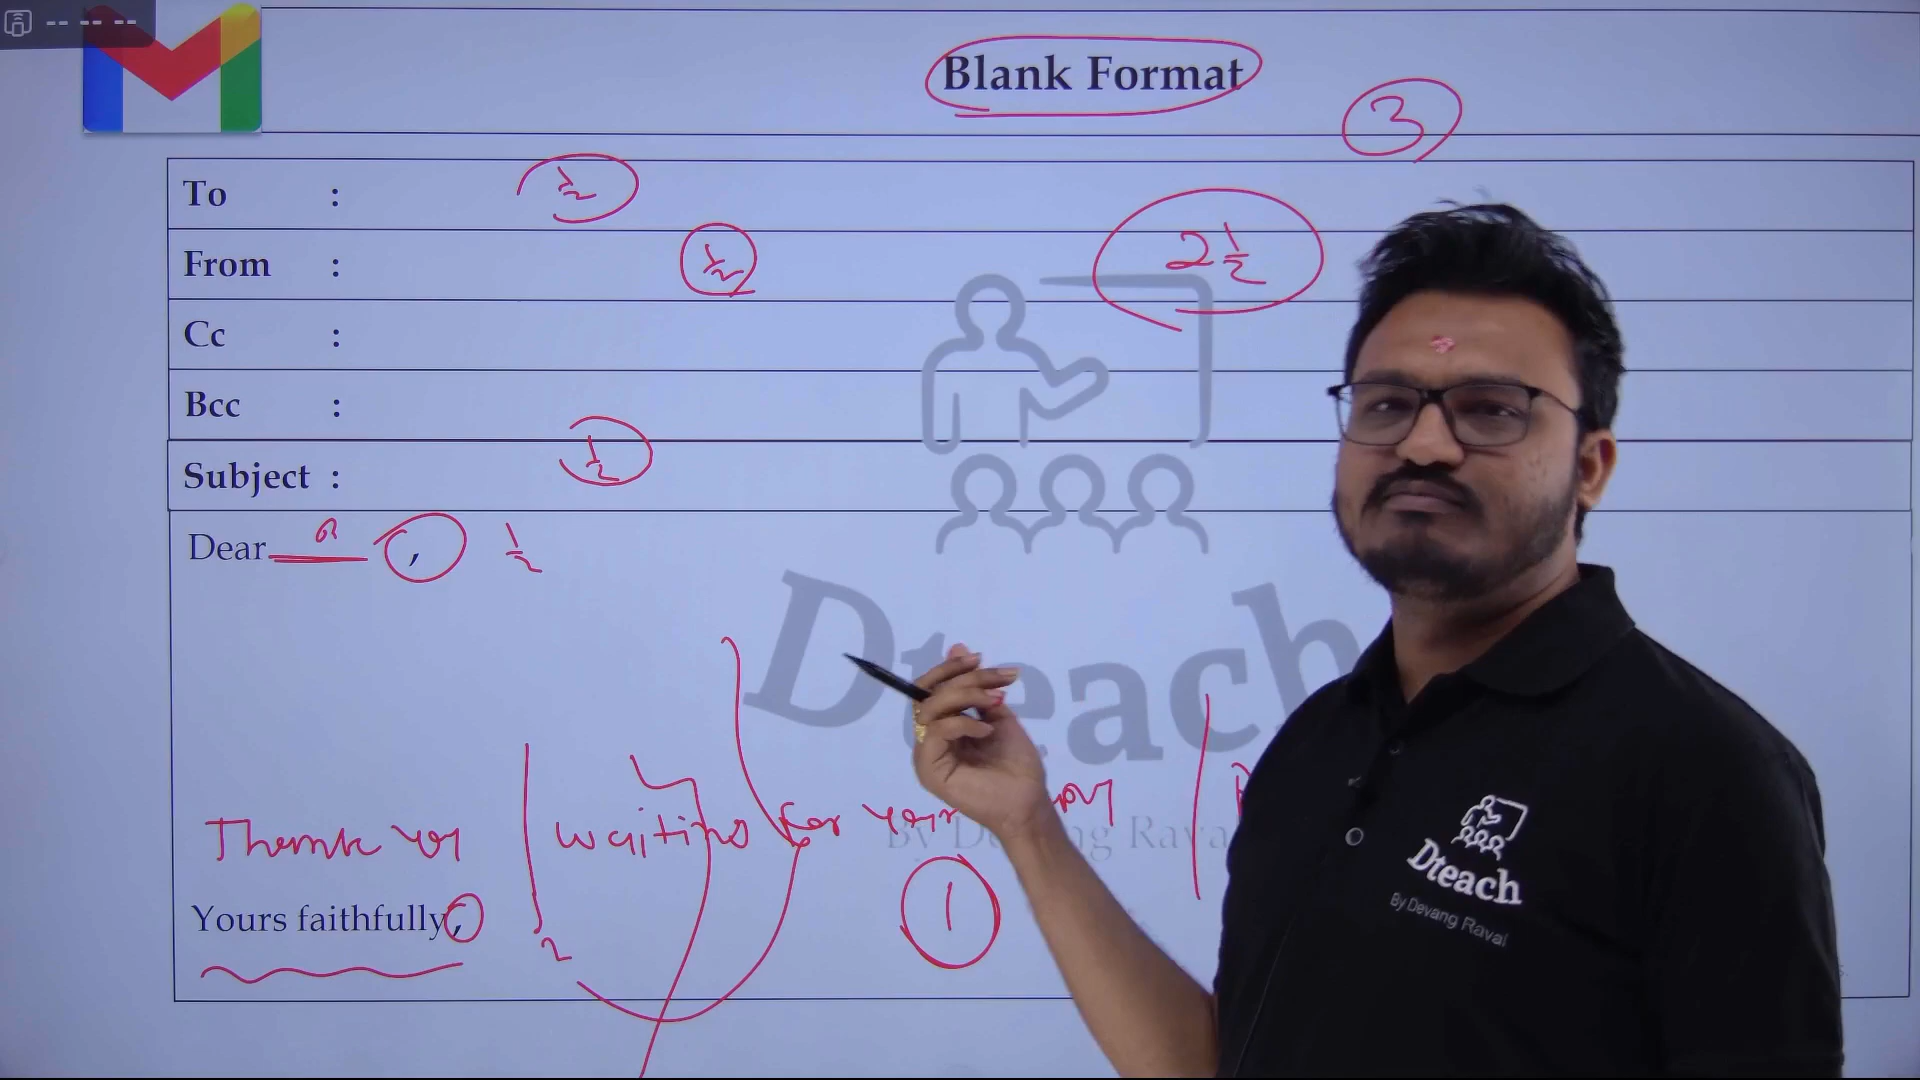 Blank Format
3
To :
1/2
From :
1/2
2 1/2
Cc :
Bcc :
Subject :
1/2
Dear ,
1/2
Dteach
By Devang Raval
Thank you
Waiting for your
Yours faithfully,
2
1
Dteach
By Devang Raval